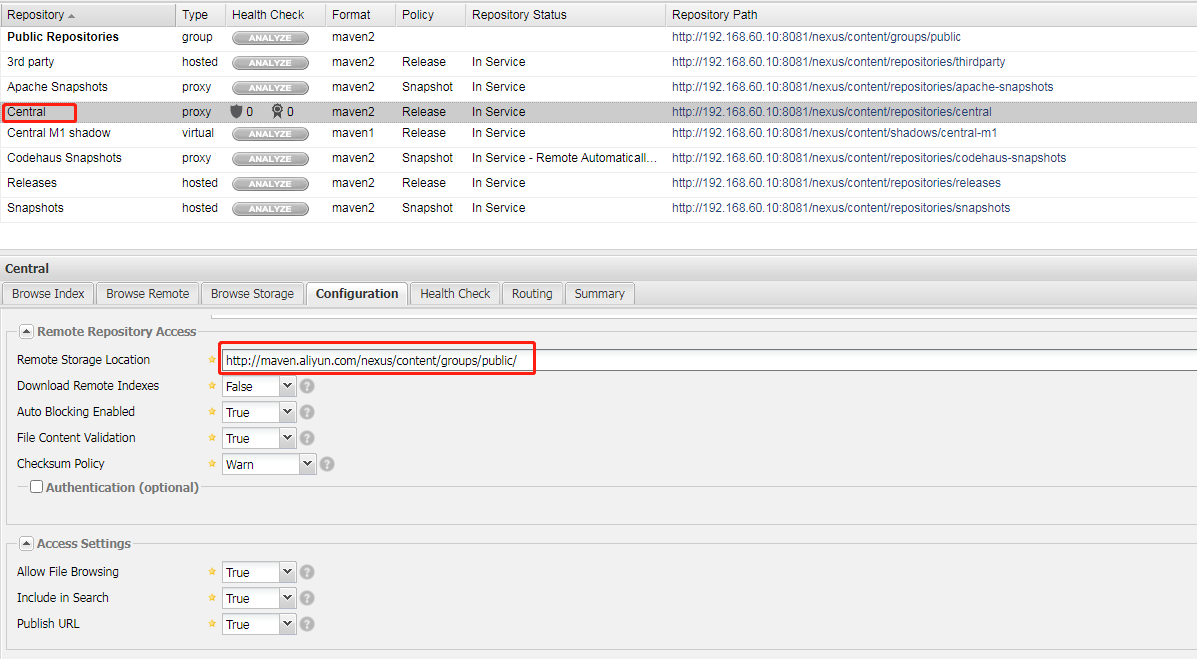 Repository Type Health Check Format Policy Repository Status Repository Path
Public Repositories group ANALYZE maven2 http://192.168.60.10:8081/nexus/content/groups/public
3rd party hosted ANALYZE maven2 Release In Service http://192.168.60.10:8081/nexus/content/repositories/thirdparty
Apache Snapshots proxy ANALYZE maven2 Snapshot In Service http://192.168.60.10:8081/nexus/content/repositories/apache-snapshots
Central proxy 0 0 maven2 Release In Service http://192.168.60.10:8081/nexus/content/repositories/central
Central M1 shadow virtual ANALYZE maven1 Release In Service http://192.168.60.10:8081/nexus/content/shadows/central-m1
Codehaus Snapshots proxy ANALYZE maven2 Snapshot In Service - Remote Automaticall... http://192.168.60.10:8081/nexus/content/repositories/codehaus-snapshots
Releases hosted ANALYZE maven2 Release In Service http://192.168.60.10:8081/nexus/content/repositories/releases
Snapshots hosted ANALYZE maven2 Snapshot In Service http://192.168.60.10:8081/nexus/content/repositories/snapshots
Central
Browse Index Browse Remote Browse Storage Configuration Health Check Routing Summary
Remote Repository Access
Remote Storage Location http://maven.aliyun.com/nexus/content/groups/public/
Download Remote Indexes False ?
Auto Blocking Enabled True ?
File Content Validation True ?
Checksum Policy Warn ?
Authentication (optional)
Access Settings
Allow File Browsing True ?
Include in Search True ?
Publish URL True ?